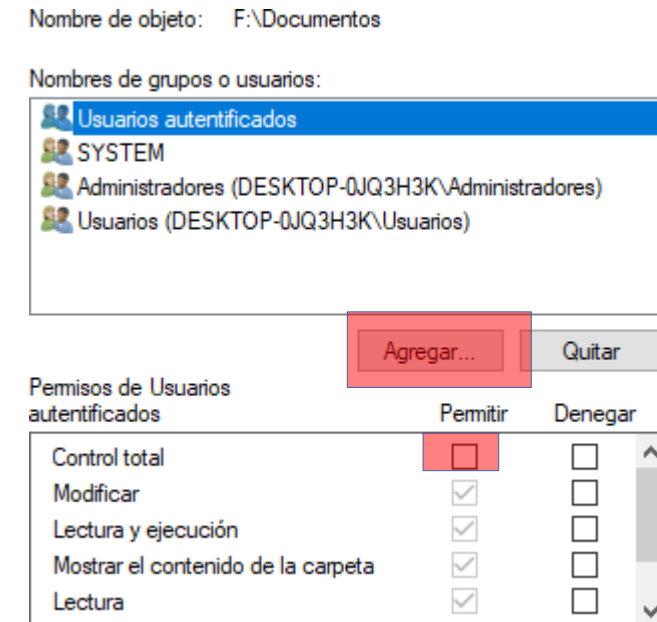 Nombre de objeto: F:\Documentos
Nombres de grupos o usuarios:
Usuarios autentificados
SYSTEM
Administradores (DESKTOP-0JQ3H3K\Administradores)
Usuarios (DESKTOP-0JQ3H3K\Usuarios)
Agregar... Quitar
Permisos de Usuarios
autentificados Permitir Denegar
Control total
Modificar
Lectura y ejecución
Mostrar el contenido de la carpeta
Lectura